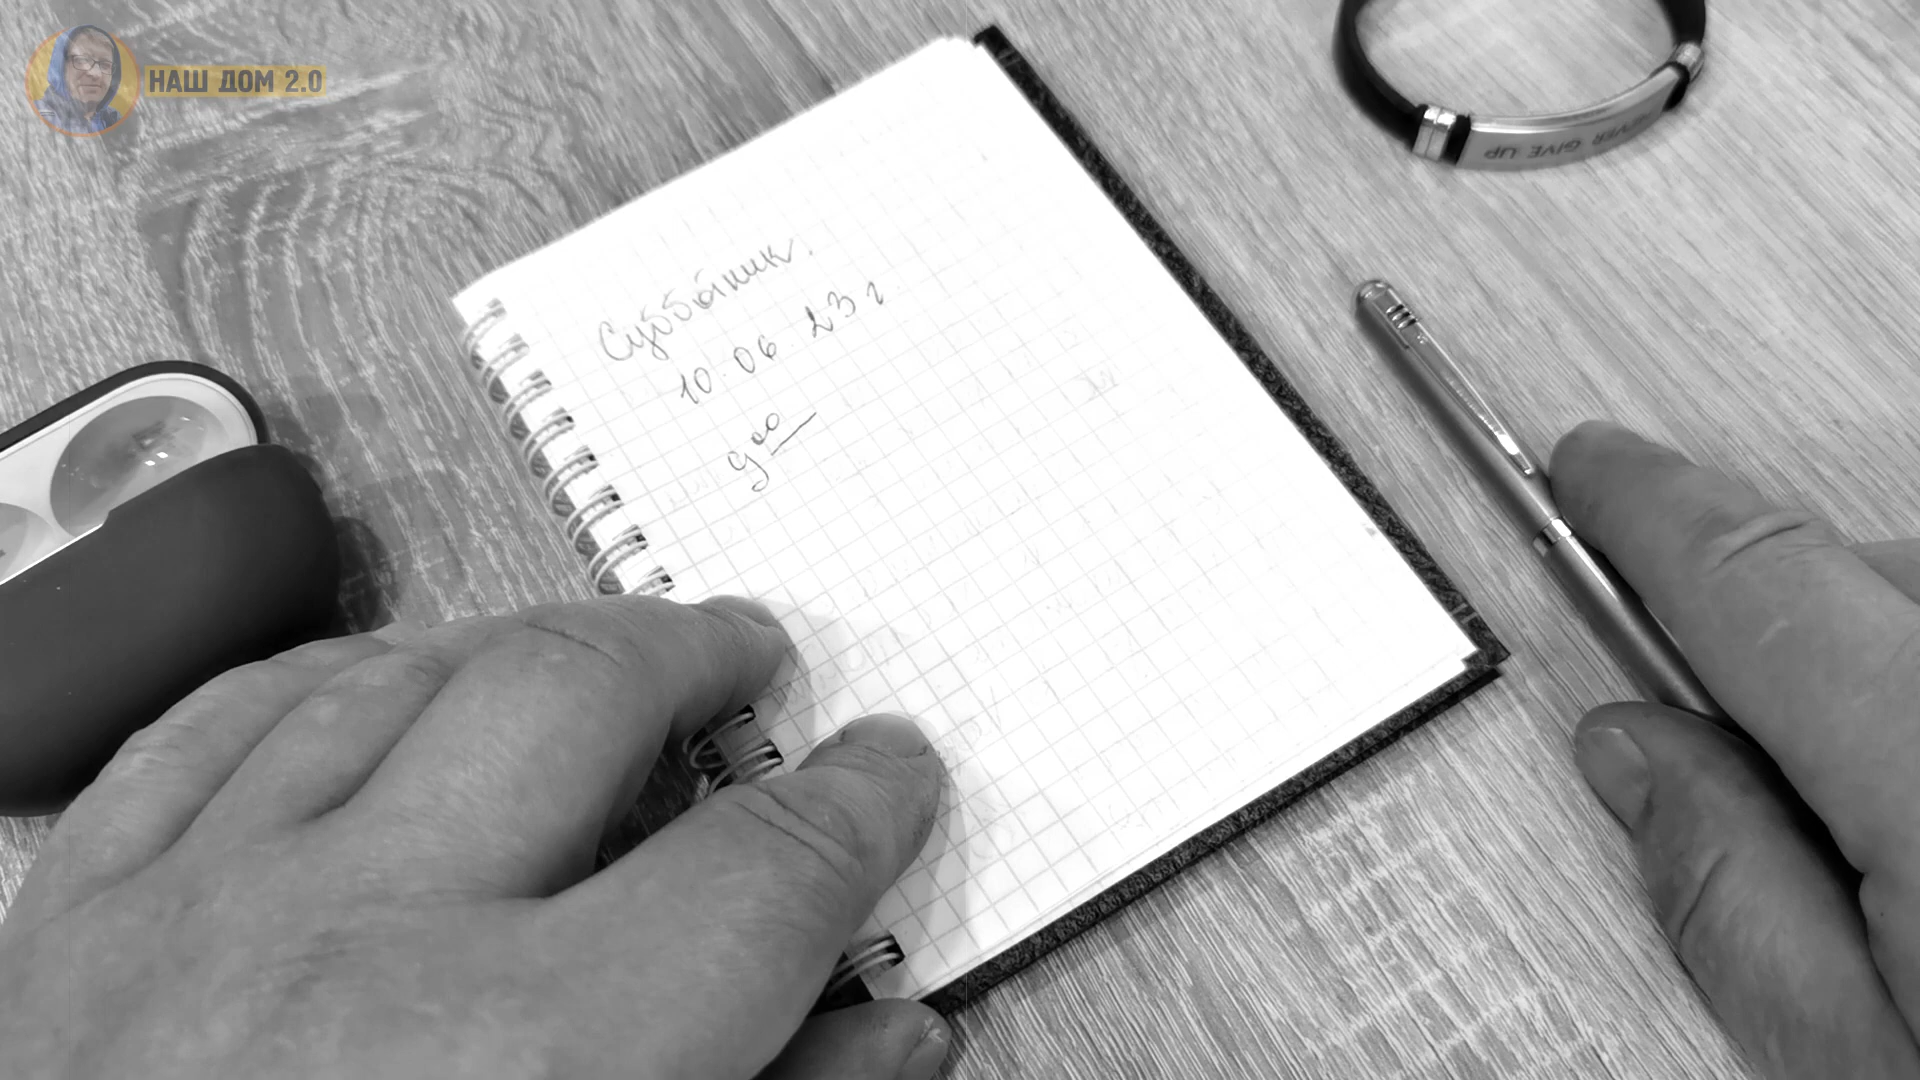 НАШ ДОМ 2.0
NEVER GIVE UP
Субботник.
10.06.23 г
9⁰⁰